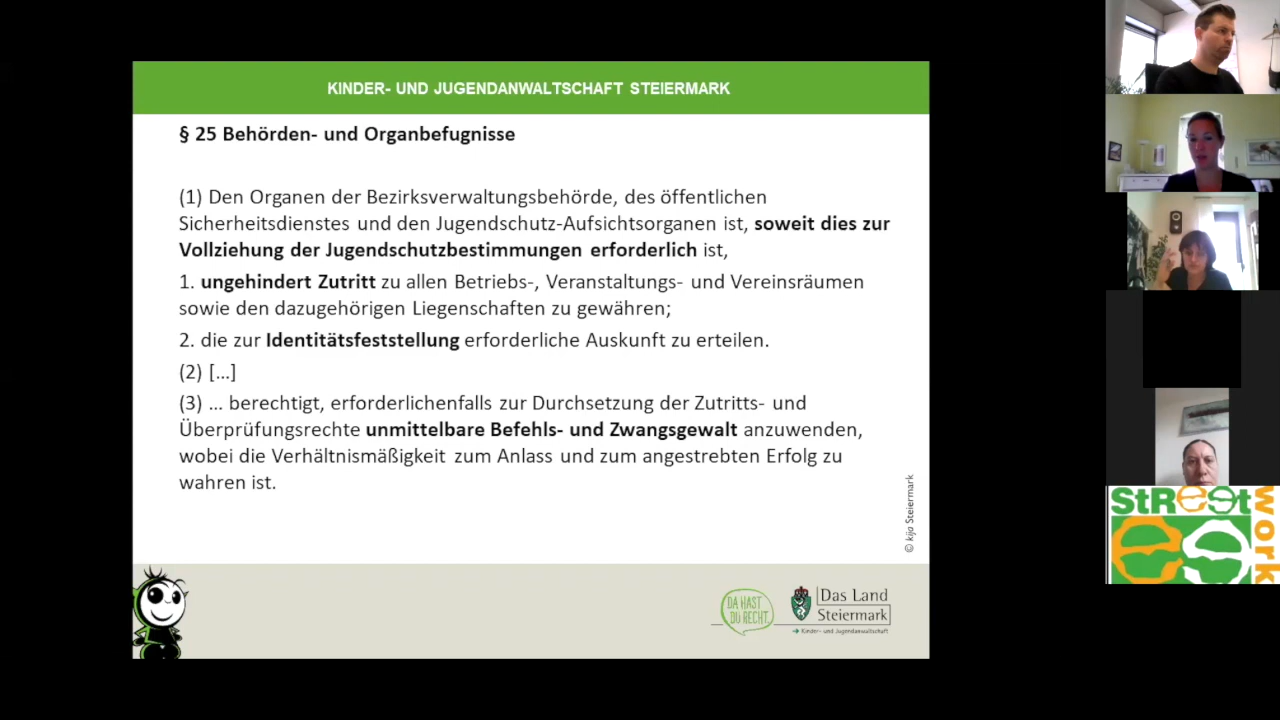 KINDER- UND JUGENDANWALTSCHAFT STEIERMARK
§ 25 Behörden- und Organbefugnisse
(1) Den Organen der Bezirksverwaltungsbehörde, des öffentlichen
Sicherheitsdienstes und den Jugendschutz-Aufsichtsorganen ist, soweit dies zur
Vollziehung der Jugendschutzbestimmungen erforderlich ist,
1. ungehindert Zutritt zu allen Betriebs-, Veranstaltungs- und Vereinsräumen
sowie den dazugehörigen Liegenschaften zu gewähren;
2. die zur Identitätsfeststellung erforderliche Auskunft zu erteilen.
(2) [...]
(3) ... berechtigt, erforderlichenfalls zur Durchsetzung der Zutritts- und
Überprüfungsrechte unmittelbare Befehls- und Zwangsgewalt anzuwenden,
wobei die Verhältnismäßigkeit zum Anlass und zum angestrebten Erfolg zu
wahren ist.
© kija Steiermark
DA HAST
DU RECHT
Das Land
Steiermark
➔ Kinder- und Jugendanwaltschaft
StReet
work